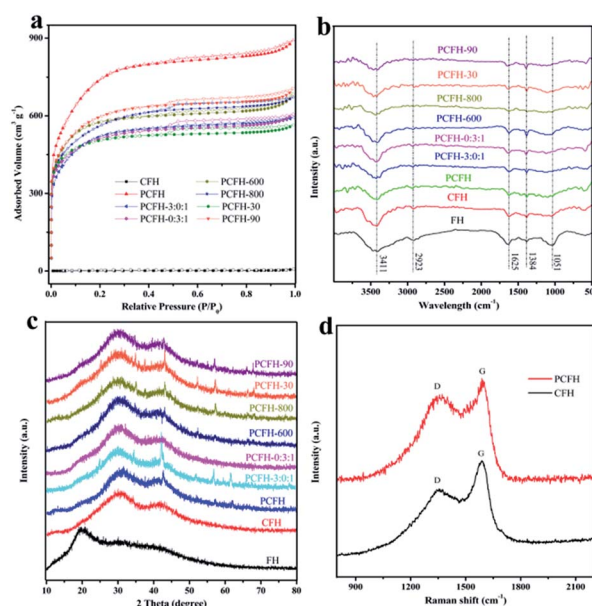 a
900
600
300
0
Adsorbed Volume (cm³ g⁻¹)
CFH
PCFH
PCFH-3:0:1
PCFH-0:3:1
PCFH-600
PCFH-800
PCFH-30
PCFH-90
0.0 0.2 0.4 0.6 0.8 1.0
Relative Pressure (P/P₀)
b
Intensity (a.u.)
PCFH-90
PCFH-30
PCFH-800
PCFH-600
PCFH-0:3:1
PCFH-3:0:1
PCFH
CFH
FH
3411
2923
1625
1384
1051
3500 3000 2500 2000 1500 1000 500
Wavelength (cm⁻¹)
c
Intensity (a.u.)
PCFH-90
PCFH-30
PCFH-800
PCFH-600
PCFH-0:3:1
PCFH-3:0:1
PCFH
CFH
FH
10 20 30 40 50 60 70 80
2 Theta (degree)
d
Intensity (a.u.)
D
G
PCFH
CFH
D
G
900 1200 1500 1800 2100
Raman shift (cm⁻¹)